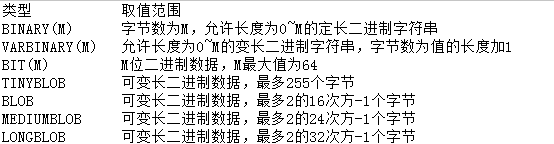 类型 取值范围
BINARY(M) 字节数为M，允许长度为0~M的定长二进制字符串
VARBINARY(M) 允许长度为0~M的变长二进制字符串，字节数为值的长度加1
BIT(M) M位二进制数据，M最大值为64
TINYBLOB 可变长二进制数据，最多255个字节
BLOB 可变长二进制数据，最多2的16次方-1个字节
MEDIUMBLOB 可变长二进制数据，最多2的24次方-1个字节
LONGBLOB 可变长二进制数据，最多2的32次方-1个字节